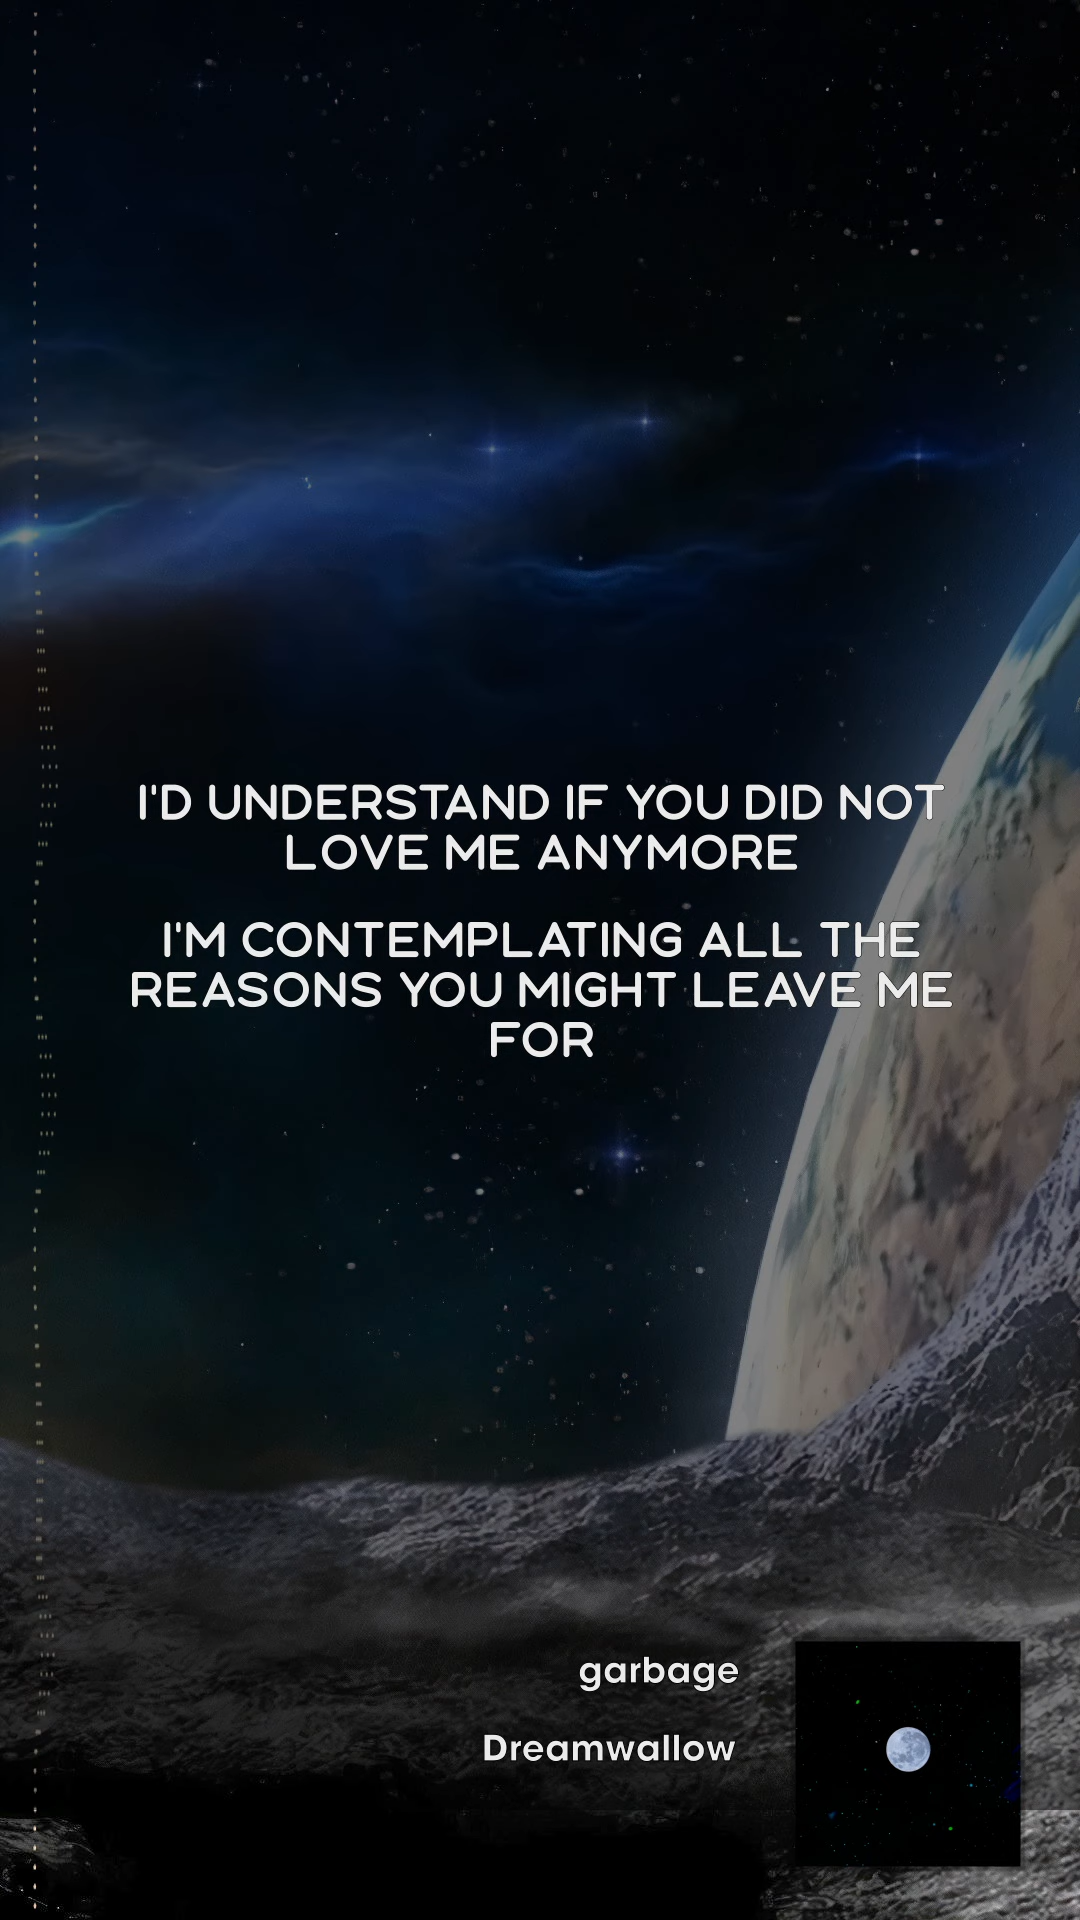 I'D UNDERSTAND IF YOU DID NOT
LOVE ME ANYMORE
I'M CONTEMPLATING ALL THE
REASONS YOU MIGHT LEAVE ME
FOR
garbage
Dreamwallow